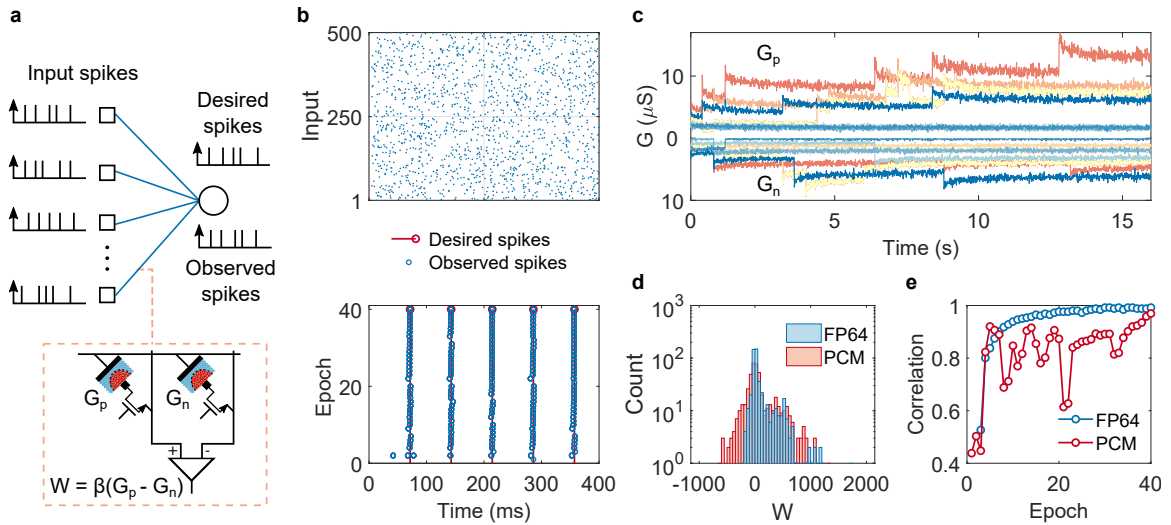 a
Input spikes
Desired
spikes
Observed
spikes
Gp
Gn
+ -
W = β(Gp - Gn)
b
500
250
1
Input
Desired spikes
Observed spikes
40
20
0
Epoch
0 100 200 300 400
Time (ms)
c
Gp
Gn
10
0
10
G (μS)
0 5 10 15
Time (s)
d
FP64
PCM
10³
10²
10¹
10⁰
Count
-1000 0 1000 2000
W
e
1
0.8
0.6
0.4
Correlation
FP64
PCM
0 20 40
Epoch